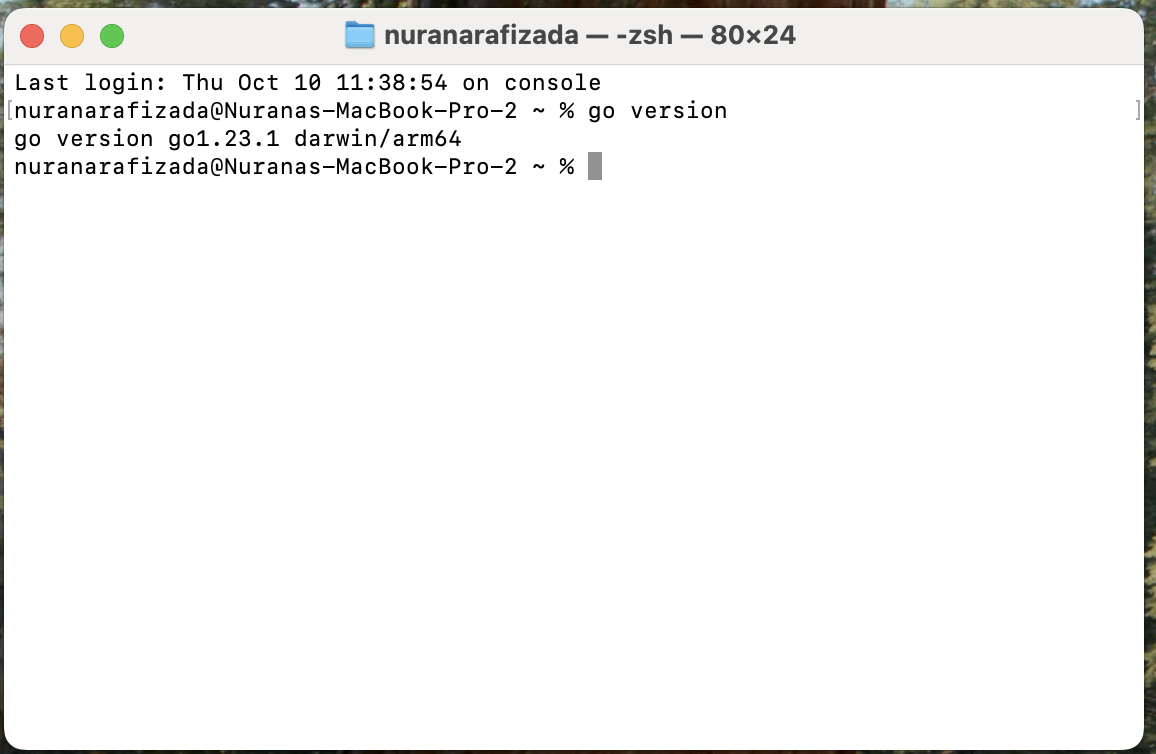 nuranarafizada — -zsh — 80×24
Last login: Thu Oct 10 11:38:54 on console
[nuranarafizada@Nuranas-MacBook-Pro-2 ~ % go version ]
go version go1.23.1 darwin/arm64
nuranarafizada@Nuranas-MacBook-Pro-2 ~ %